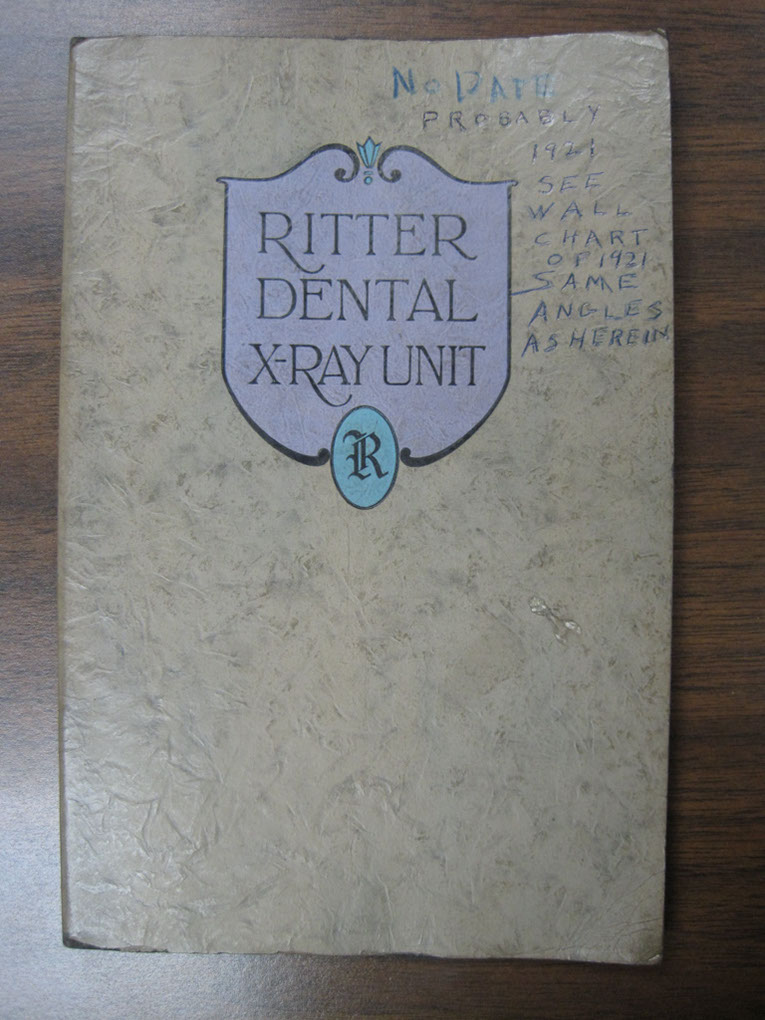 No DATE
PROBABLY
1921
SEE
WALL
CHART
OF 1921
SAME
ANGLES
AS HEREIN
RITTER
DENTAL
X-RAY UNIT
R